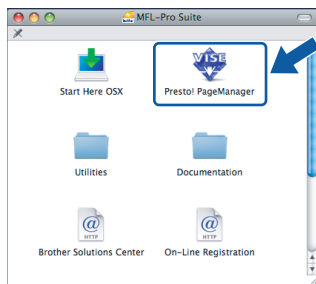 MFL-Pro Suite
VISE
Start Here OSX
Presto! PageManager
Utilities
Documentation
@
HTTP
@
HTTP
Brother Solutions Center
On-Line Registration